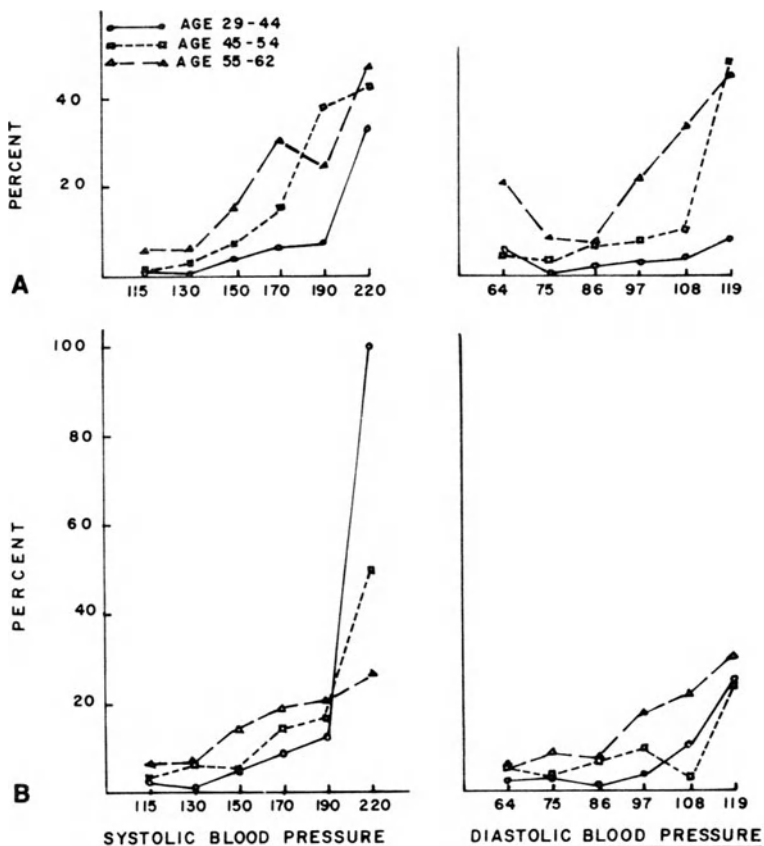 AGE 29-44
AGE 45-54
AGE 55-62
PERCENT
40
20
115 130 150 170 190 220
64 75 86 97 108 119
A
PERCENT
100
80
60
40
20
115 130 150 170 190 220
64 75 86 97 108 119
B
SYSTOLIC BLOOD PRESSURE
DIASTOLIC BLOOD PRESSURE